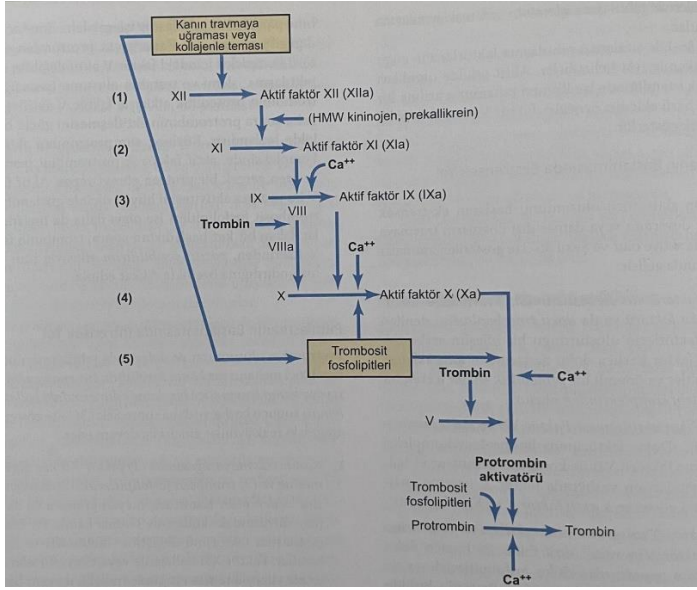 Kanın travmaya
uğraması veya
kollajenle teması
(1)
XII
Aktif faktör XII (XIIa)
(HMW kininojen, prekallikrein)
(2)
XI
Aktif faktör XI (XIa)
Ca++
(3)
IX
Aktif faktör IX (IXa)
VIII
Trombin
VIIIa
Ca++
(4)
X
Aktif faktör X (Xa)
(5)
Trombosit
fosfolipitleri
Trombin
Ca++
V
Protrombin
aktivatörü
Trombosit
fosfolipitleri
Protrombin
Trombin
Ca++